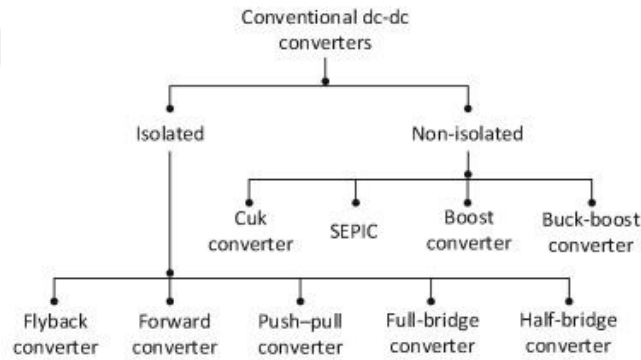 Conventional dc-dc
converters
Isolated
Non-isolated
Cuk
converter
SEPIC
Boost
converter
Buck-boost
converter
Flyback
converter
Forward
converter
Push–pull
converter
Full-bridge
converter
Half-bridge
converter